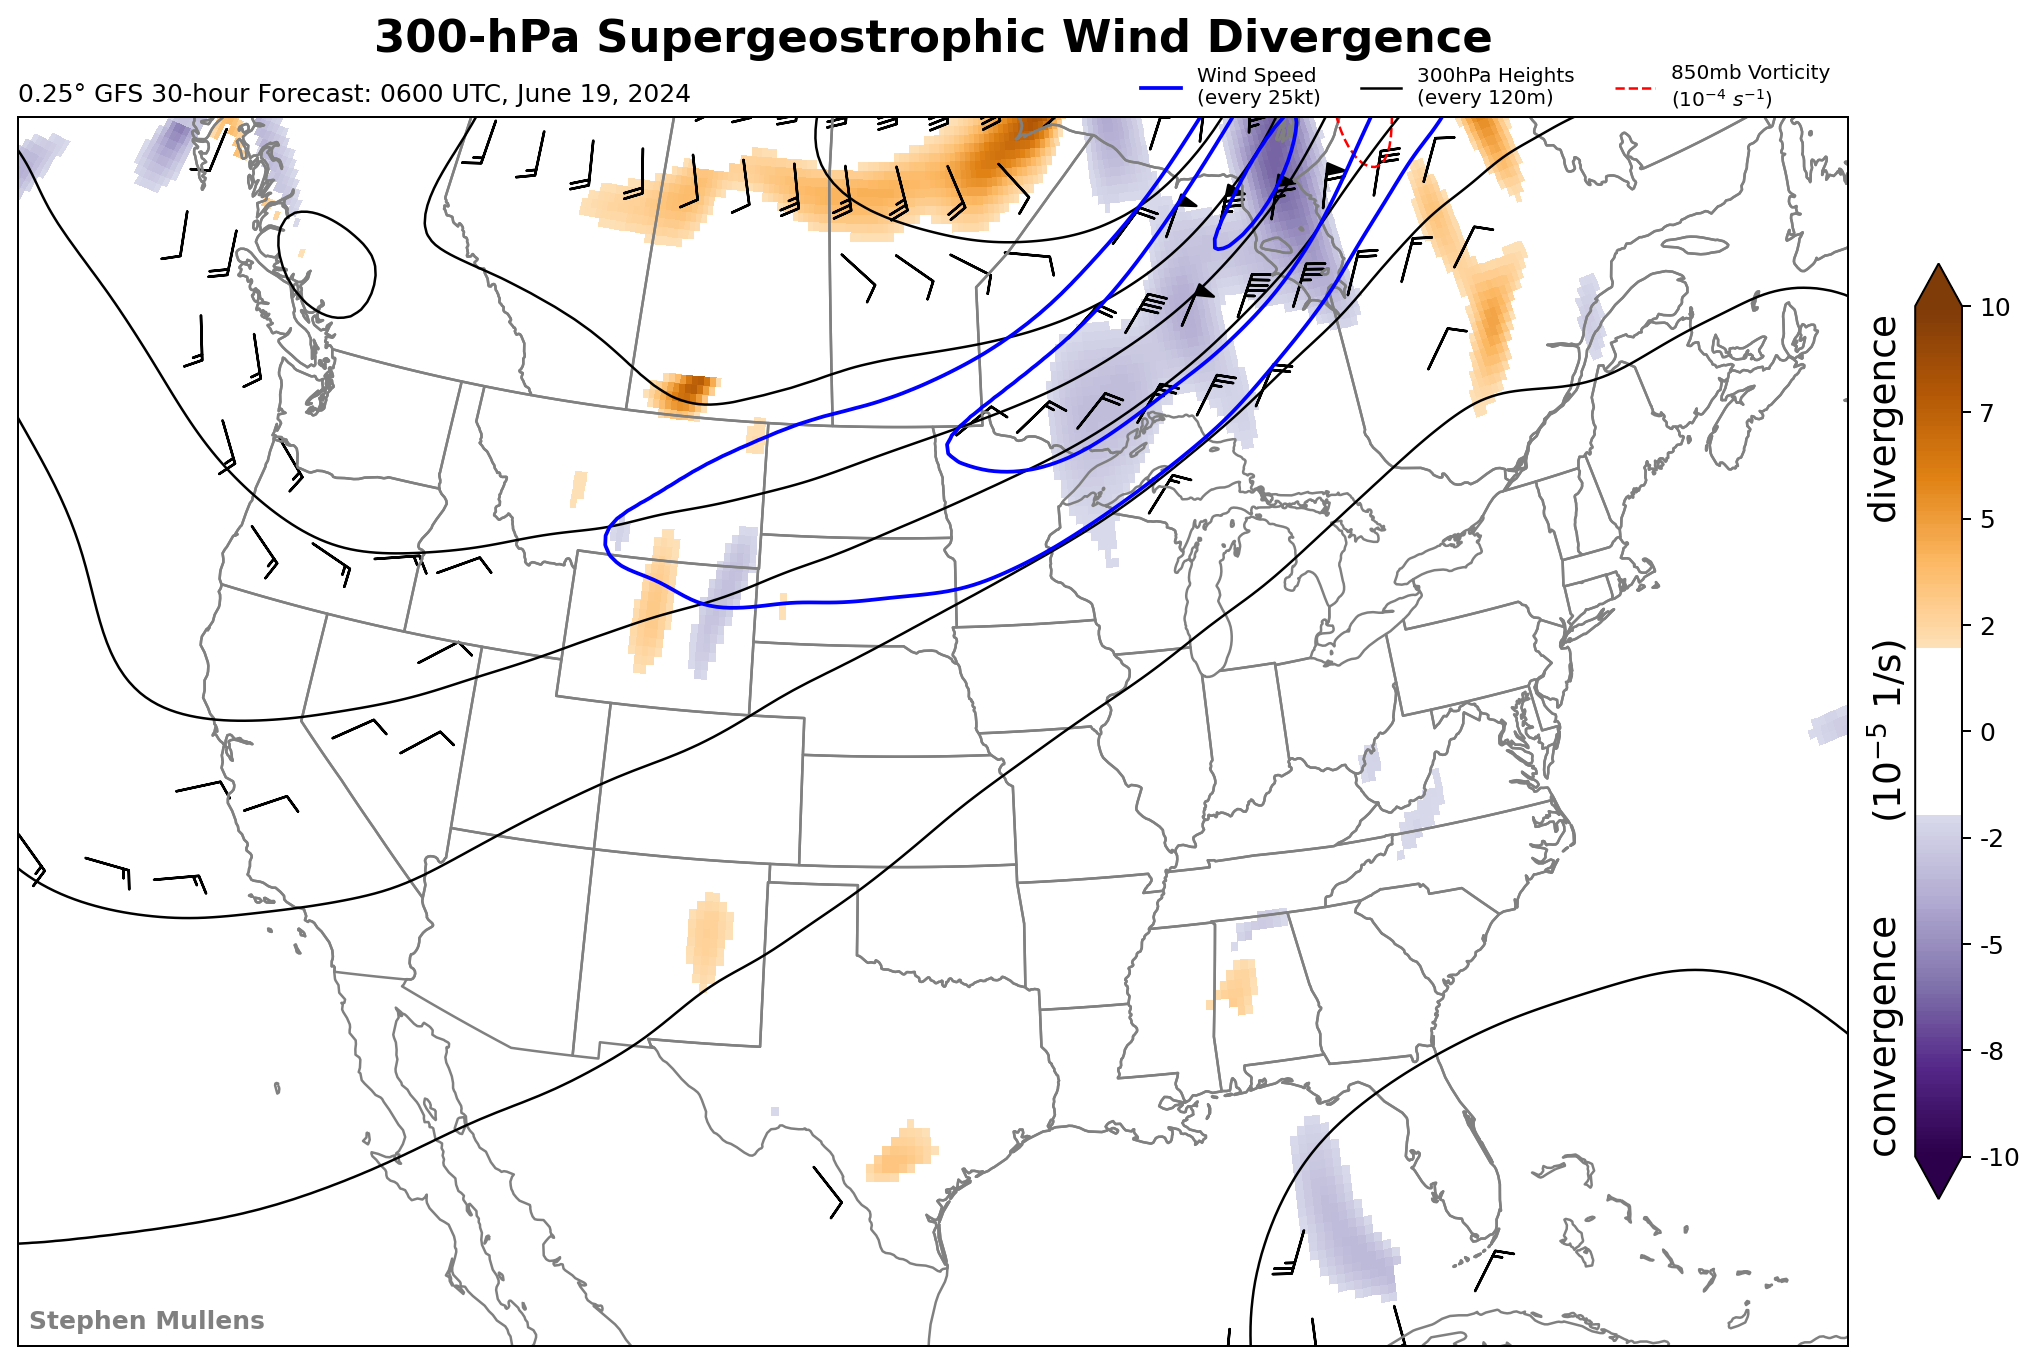 300-hPa Supergeostrophic Wind Divergence
0.25° GFS 30-hour Forecast: 0600 UTC, June 19, 2024
Wind Speed
(every 25kt)
300hPa Heights
(every 120m)
850mb Vorticity
(10⁻⁴ s⁻¹)
10
7
5
2
0
-2
-5
-8
-10
convergence (10⁻⁵ 1/s) divergence
Stephen Mullens